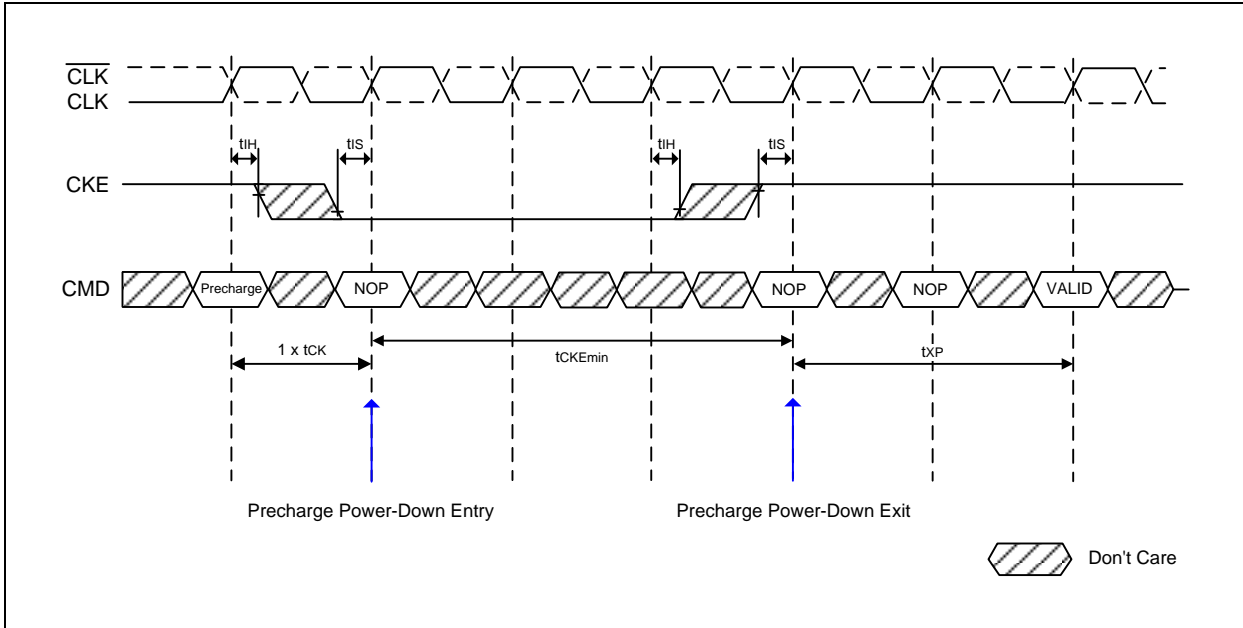 CLK
CLK
tIH
tIS
tIH
tIS
CKE
CMD
Precharge
NOP
NOP
NOP
VALID
1 x tCK
tCKEmin
tXP
Precharge Power-Down Entry
Precharge Power-Down Exit
Don't Care